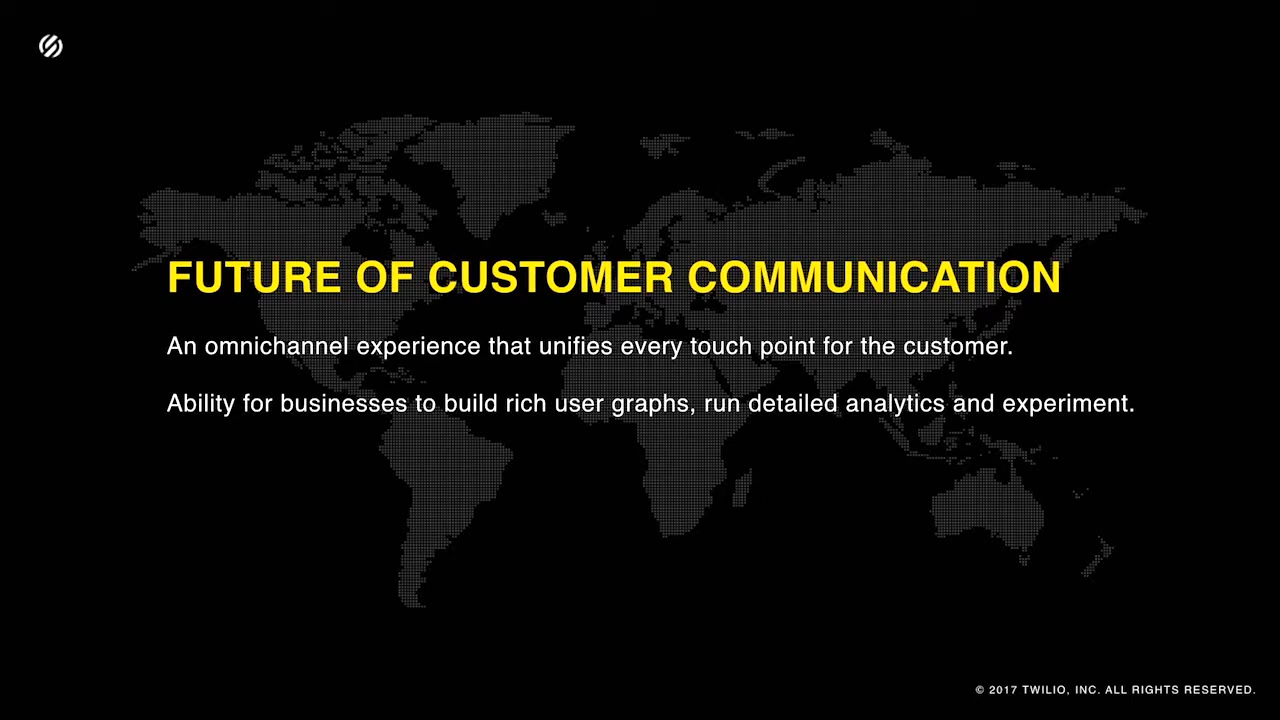 FUTURE OF CUSTOMER COMMUNICATION
An omnichannel experience that unifies every touch point for the customer.
Ability for businesses to build rich user graphs, run detailed analytics and experiment.
© 2017 TWILIO, INC. ALL RIGHTS RESERVED.